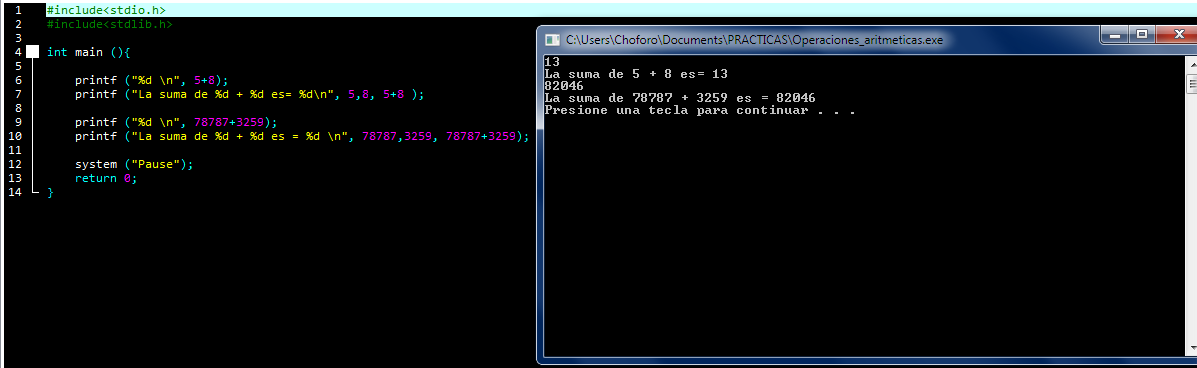 1 #include<stdio.h>
2 #include<stdlib.h>
3
4 int main (){
5
6 printf ("%d \n", 5+8);
7 printf ("La suma de %d + %d es= %d\n", 5,8, 5+8 );
8
9 printf ("%d \n", 78787+3259);
10 printf ("La suma de %d + %d es = %d \n", 78787,3259, 78787+3259);
11
12 system ("Pause");
13 return 0;
14 }
C:\Users\Choforo\Documents\PRACTICAS\Operaciones_aritmeticas.exe
13
La suma de 5 + 8 es= 13
82046
La suma de 78787 + 3259 es = 82046
Presione una tecla para continuar . . .